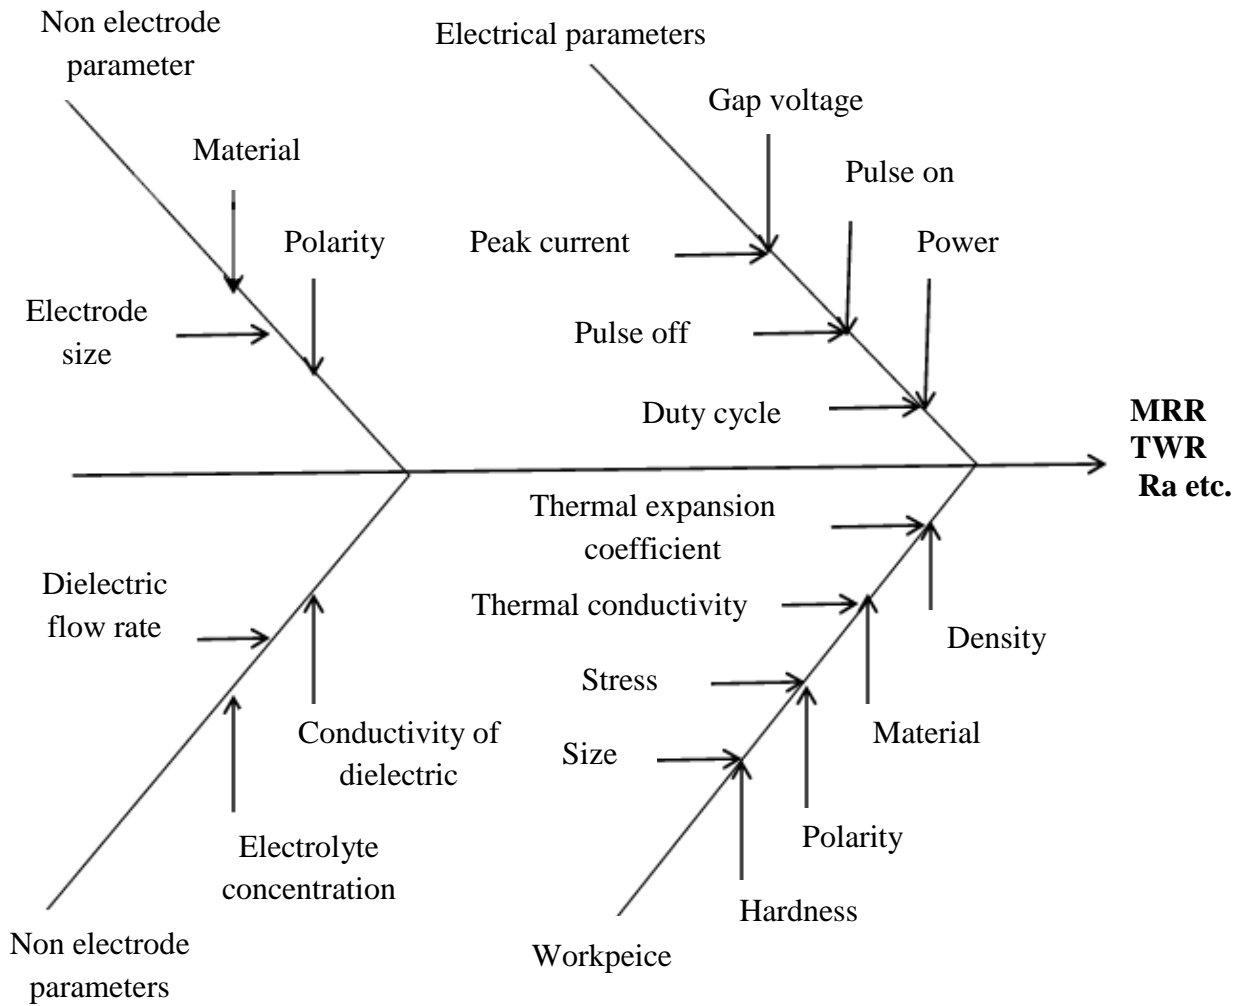 Non electrode
parameter
Electrical parameters
Gap voltage
Material
Pulse on
Polarity
Peak current
Power
Electrode
size
Pulse off
Duty cycle
MRR
TWR
Ra etc.
Thermal expansion
coefficient
Dielectric
flow rate
Thermal conductivity
Density
Stress
Conductivity of
dielectric
Material
Size
Polarity
Electrolyte
concentration
Hardness
Non electrode
parameters
Workpeice